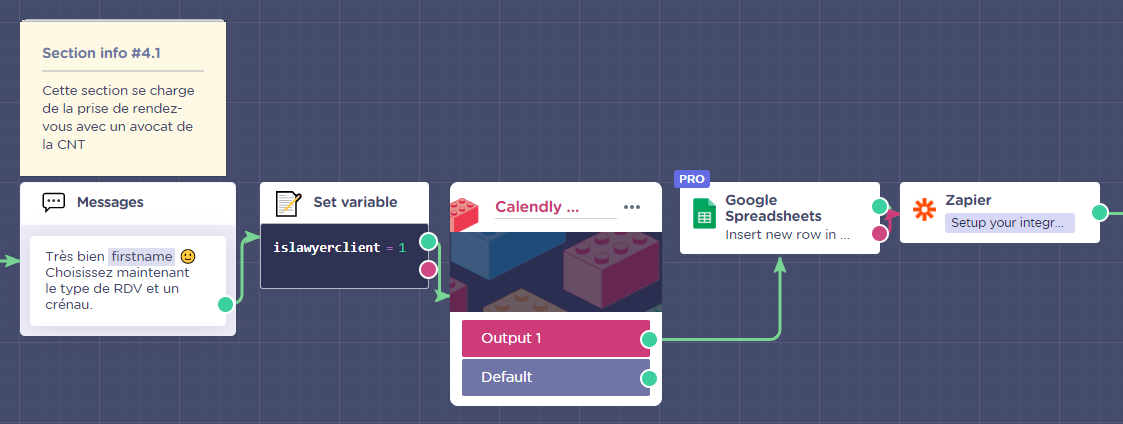 Section info #4.1
Cette section se charge
de la prise de rendez-
vous avec un avocat de
la CNT
Messages
Très bien firstname 🙂
Choisissez maintenant
le type de RDV et un
crénau.
Set variable
islawyerclient = 1
Calendly ...
Output 1
Default
PRO
Google
Spreadsheets
Insert new row in ...
Zapier
Setup your integr...